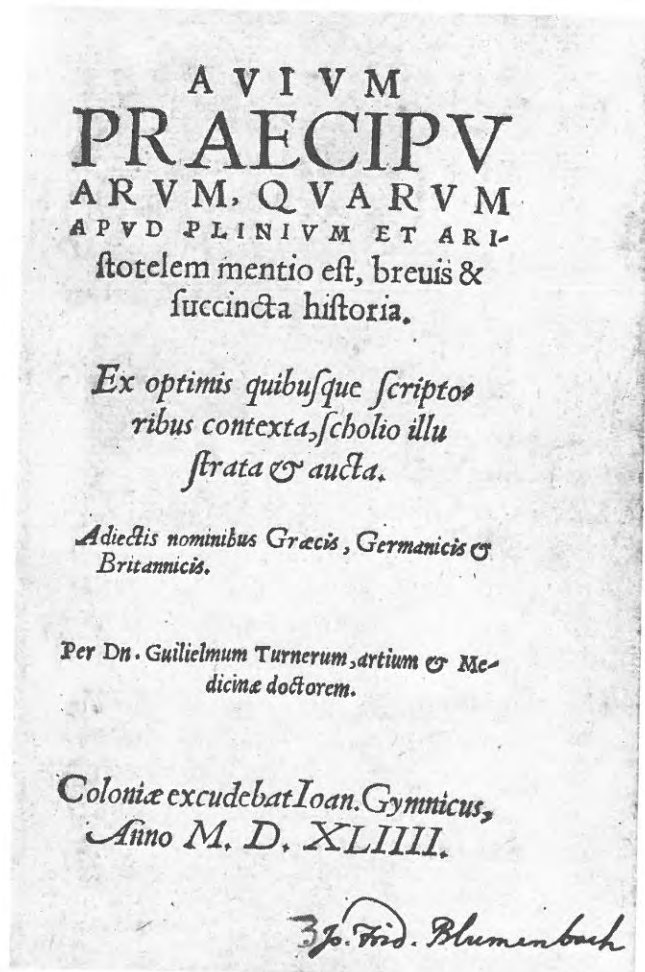 AVIVM
PRAECIPV
ARVM, QVARVM
APVD PLINIVM ET ARI-
ſtotelem mentio eſt, breuis &
ſuccincta hiſtoria.
Ex optimis quibuſque ſcripto-
ribus contexta, ſcholio illu
ſtrata & aucta.
Adiectis nominibus Græcis, Germanicis &
Britannicis.
Per Dn. Guilielmum Turnerum, artium & Me-
dicinæ doctorem.
Coloniæ excudebat Ioan. Gymnicus,
Anno M. D. XLIIII.
Jo. Frid. Blumenbach